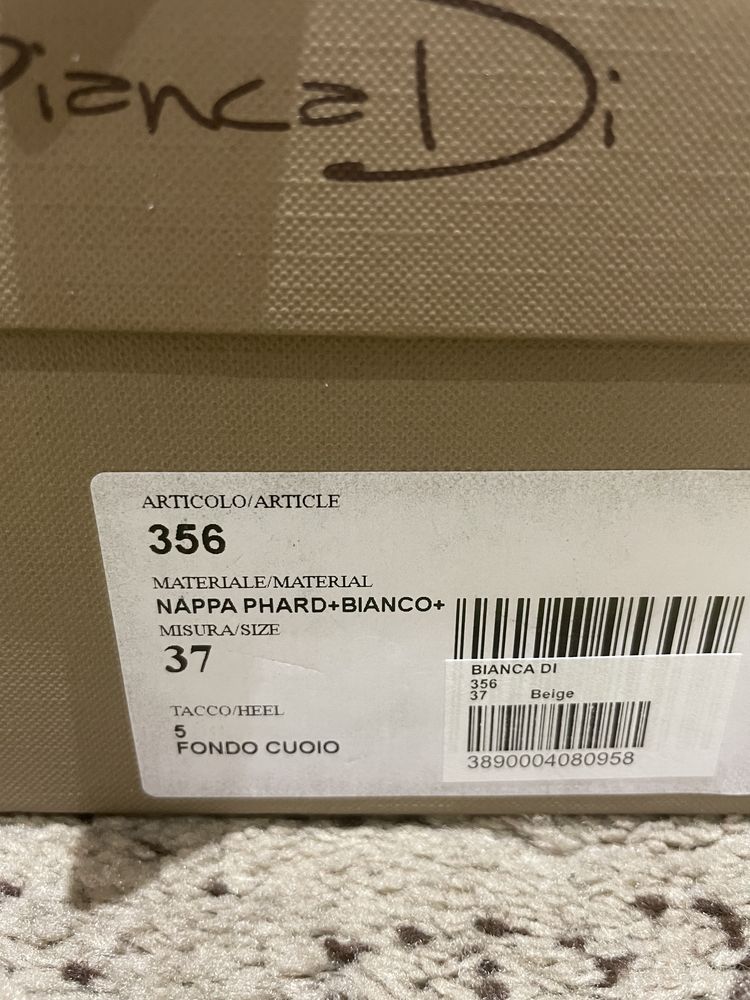 Bianca Di
ARTICOLO/ARTICLE
356
MATERIALE/MATERIAL
NAPPA PHARD+BIANCO+
MISURA/SIZE
37
TACCO/HEEL
5
FONDO CUOIO
BIANCA DI
356
37 Beige
3890004080958